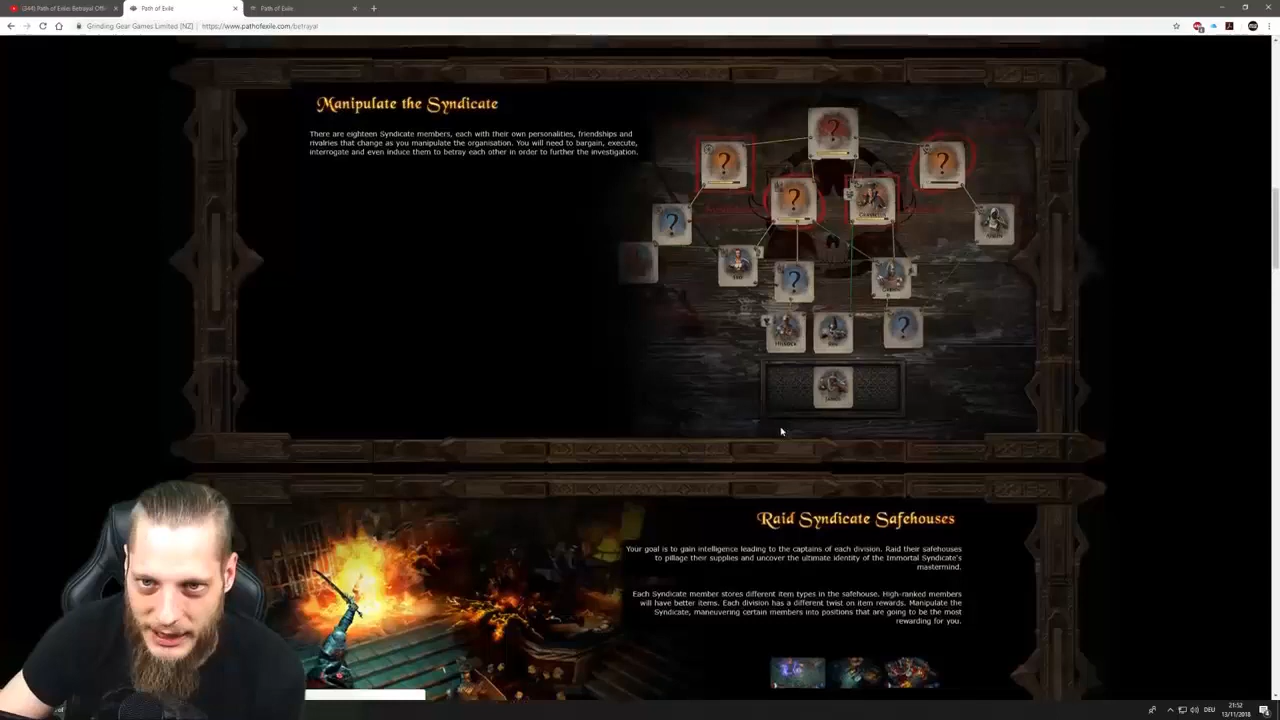 (344) Path of Exile: Betrayal Offi
Path of Exile
Path of Exile
Grinding Gear Games Limited [NZ]
https://www.pathofexile.com/betrayal
Manipulate the Syndicate
There are eighteen Syndicate members, each with their own personalities, friendships and
rivalries that change as you manipulate the organisation. You will need to bargain, execute,
interrogate and even induce them to betray each other in order to further the investigation.
?
?
?
?
?
?
?
Raid Syndicate Safehouses
Your goal is to gain intelligence leading to the captains of each division. Raid their safehouses
to pillage their supplies and uncover the ultimate identity of the Immortal Syndicate's
mastermind.
Each Syndicate member stores different item types in the safehouse. High-ranked members
will have better items. Each division has a different twist on item rewards. Manipulate the
Syndicate, maneuvering certain members into positions that are going to be the most
rewarding for you.
DEU
21:52
13/11/2018